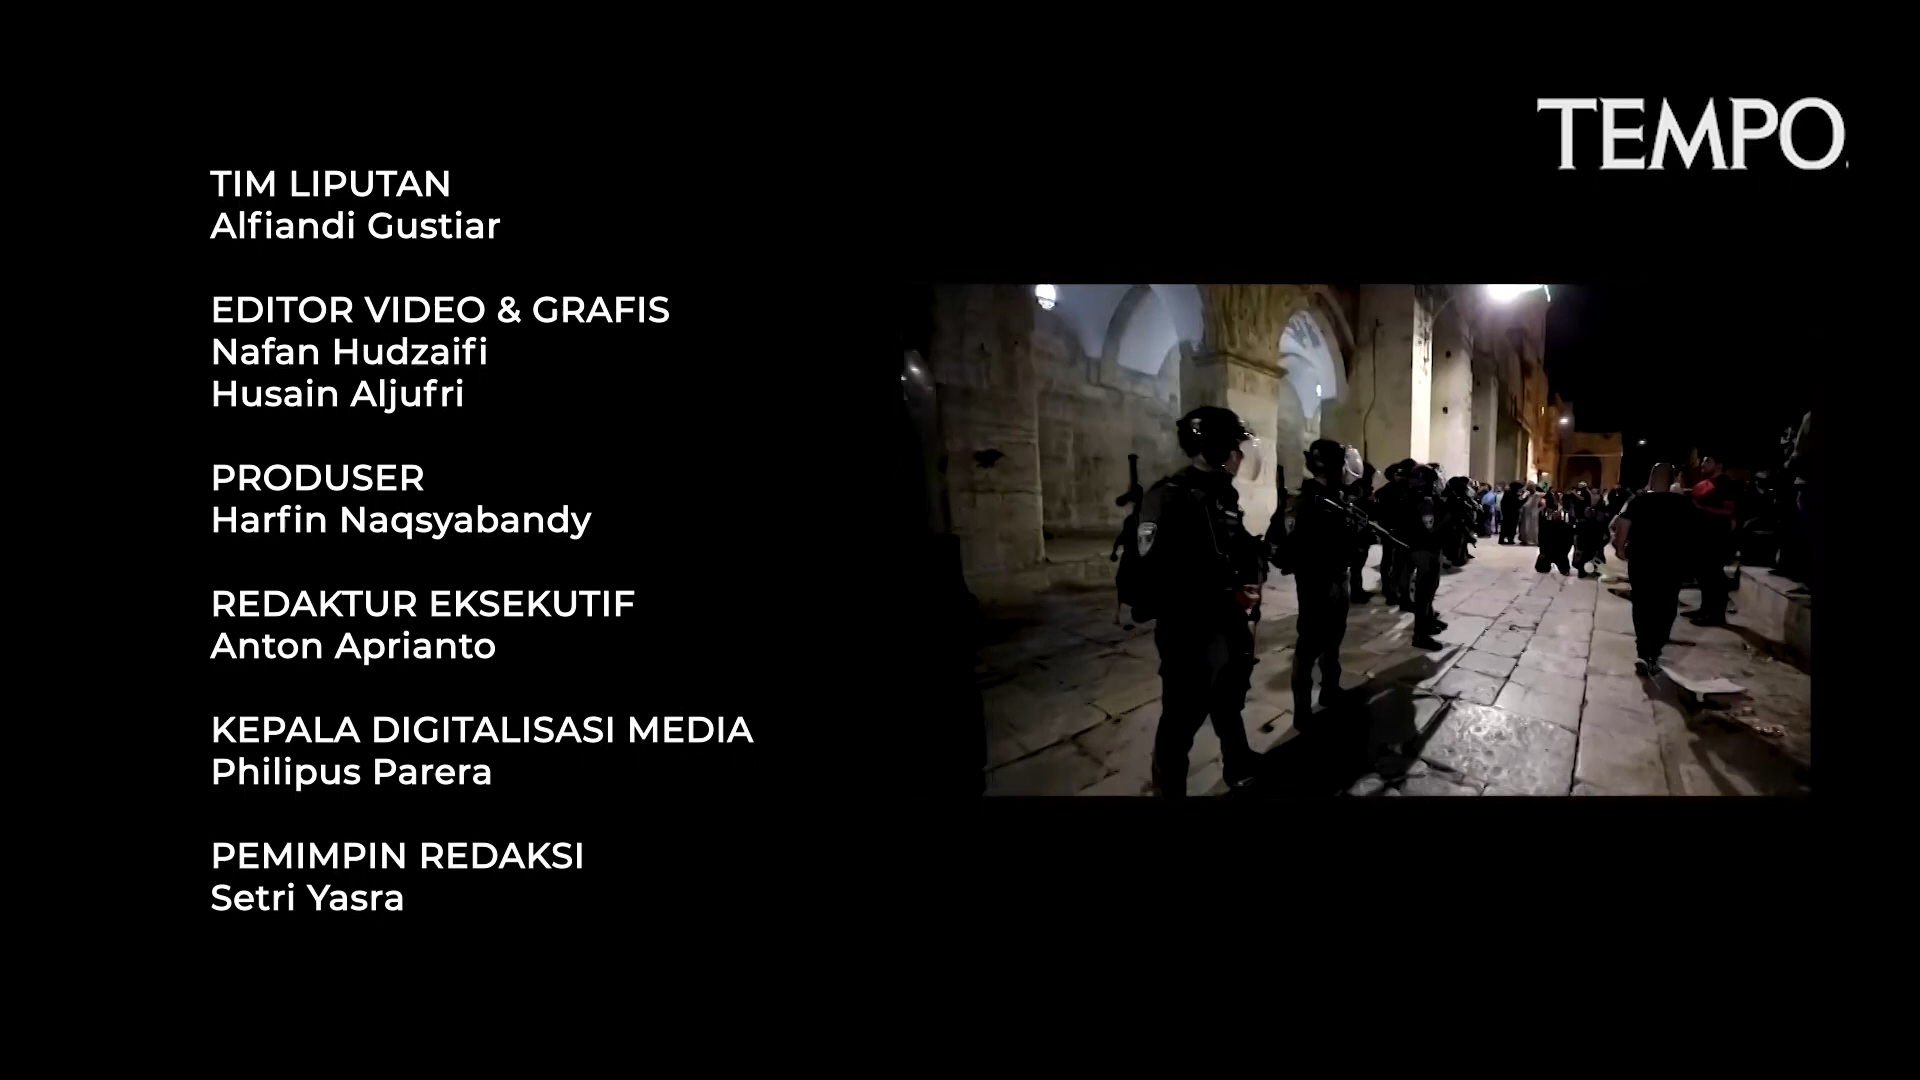 TEMPO
TIM LIPUTAN
Alfiandi Gustiar
EDITOR VIDEO & GRAFIS
Nafan Hudzaifi
Husain Aljufri
PRODUSER
Harfin Naqsyabandy
REDAKTUR EKSEKUTIF
Anton Aprianto
KEPALA DIGITALISASI MEDIA
Philipus Parera
PEMIMPIN REDAKSI
Setri Yasra